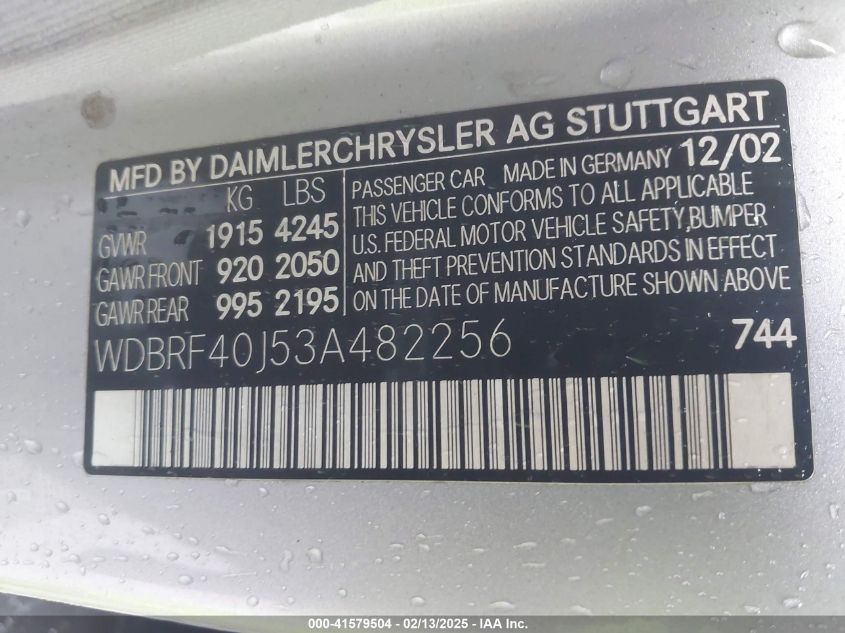 MFD BY DAIMLERCHRYSLER AG STUTTGART
KG LBS
GVWR 1915 4245
GAWR FRONT 920 2050
GAWR REAR 995 2195
PASSENGER CAR MADE IN GERMANY 12/02
THIS VEHICLE CONFORMS TO ALL APPLICABLE
U.S. FEDERAL MOTOR VEHICLE SAFETY,BUMPER
AND THEFT PREVENTION STANDARDS IN EFFECT
ON THE DATE OF MANUFACTURE SHOWN ABOVE
WDBRF40J53A482256 744
000-41579504 - 02/13/2025 - IAA Inc.